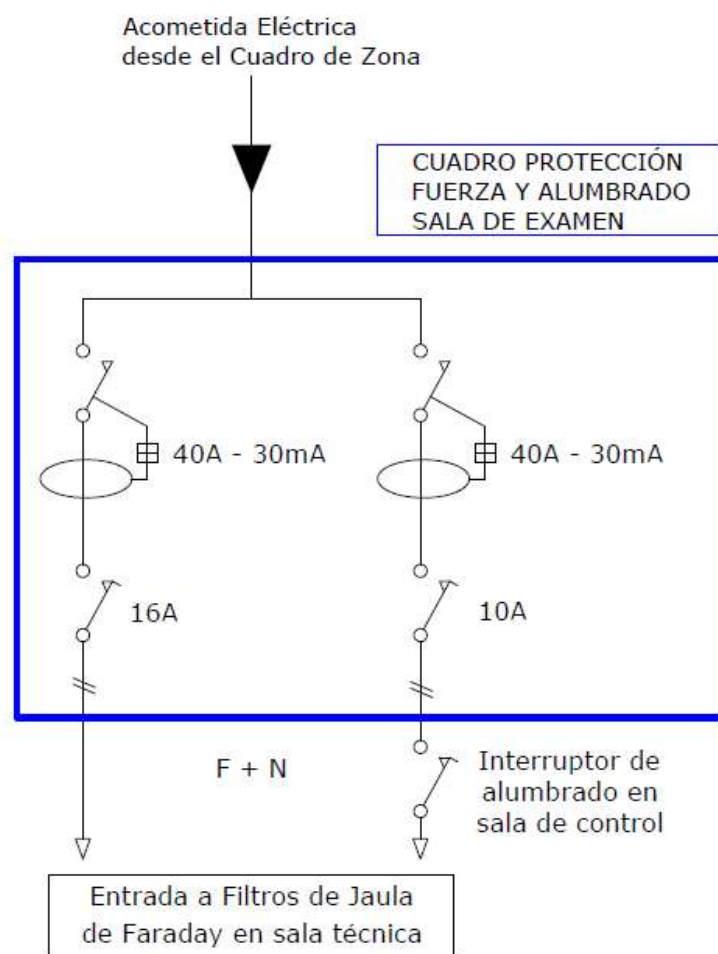 Acometida Eléctrica
desde el Cuadro de Zona
CUADRO PROTECCIÓN
FUERZA Y ALUMBRADO
SALA DE EXAMEN
40A - 30mA
40A - 30mA
16A
10A
F + N
Interruptor de
alumbrado en
sala de control
Entrada a Filtros de Jaula
de Faraday en sala técnica